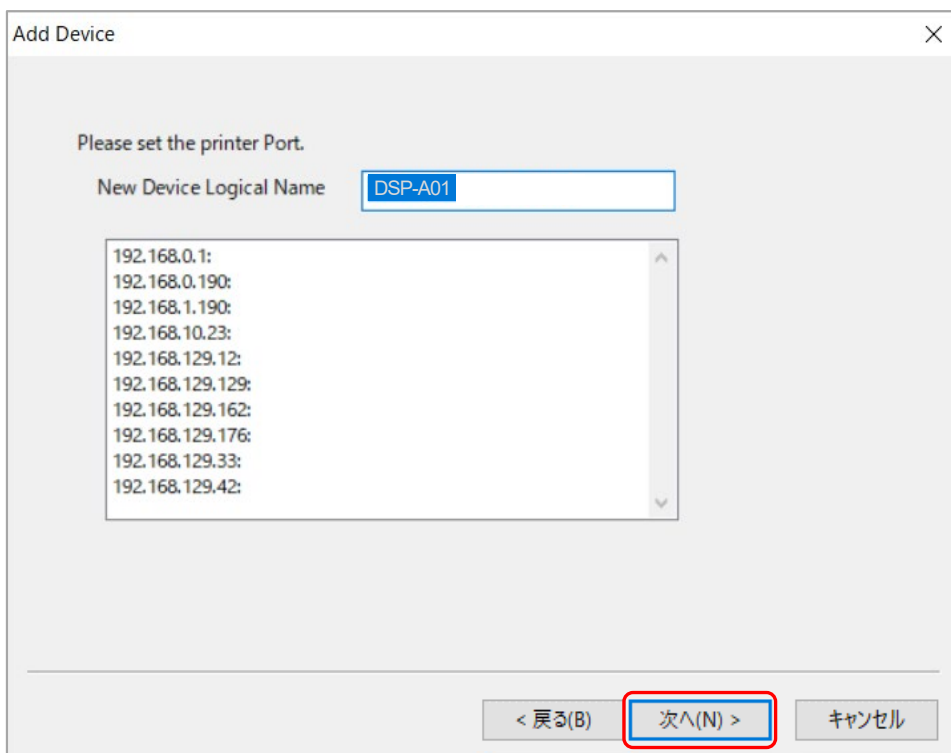 Add Device
Please set the printer Port.
New Device Logical Name DSP-A01
192.168.0.1:
192.168.0.190:
192.168.1.190:
192.168.10.23:
192.168.129.12:
192.168.129.129:
192.168.129.162:
192.168.129.176:
192.168.129.33:
192.168.129.42:
< 戻る(B) 次へ(N) > キャンセル